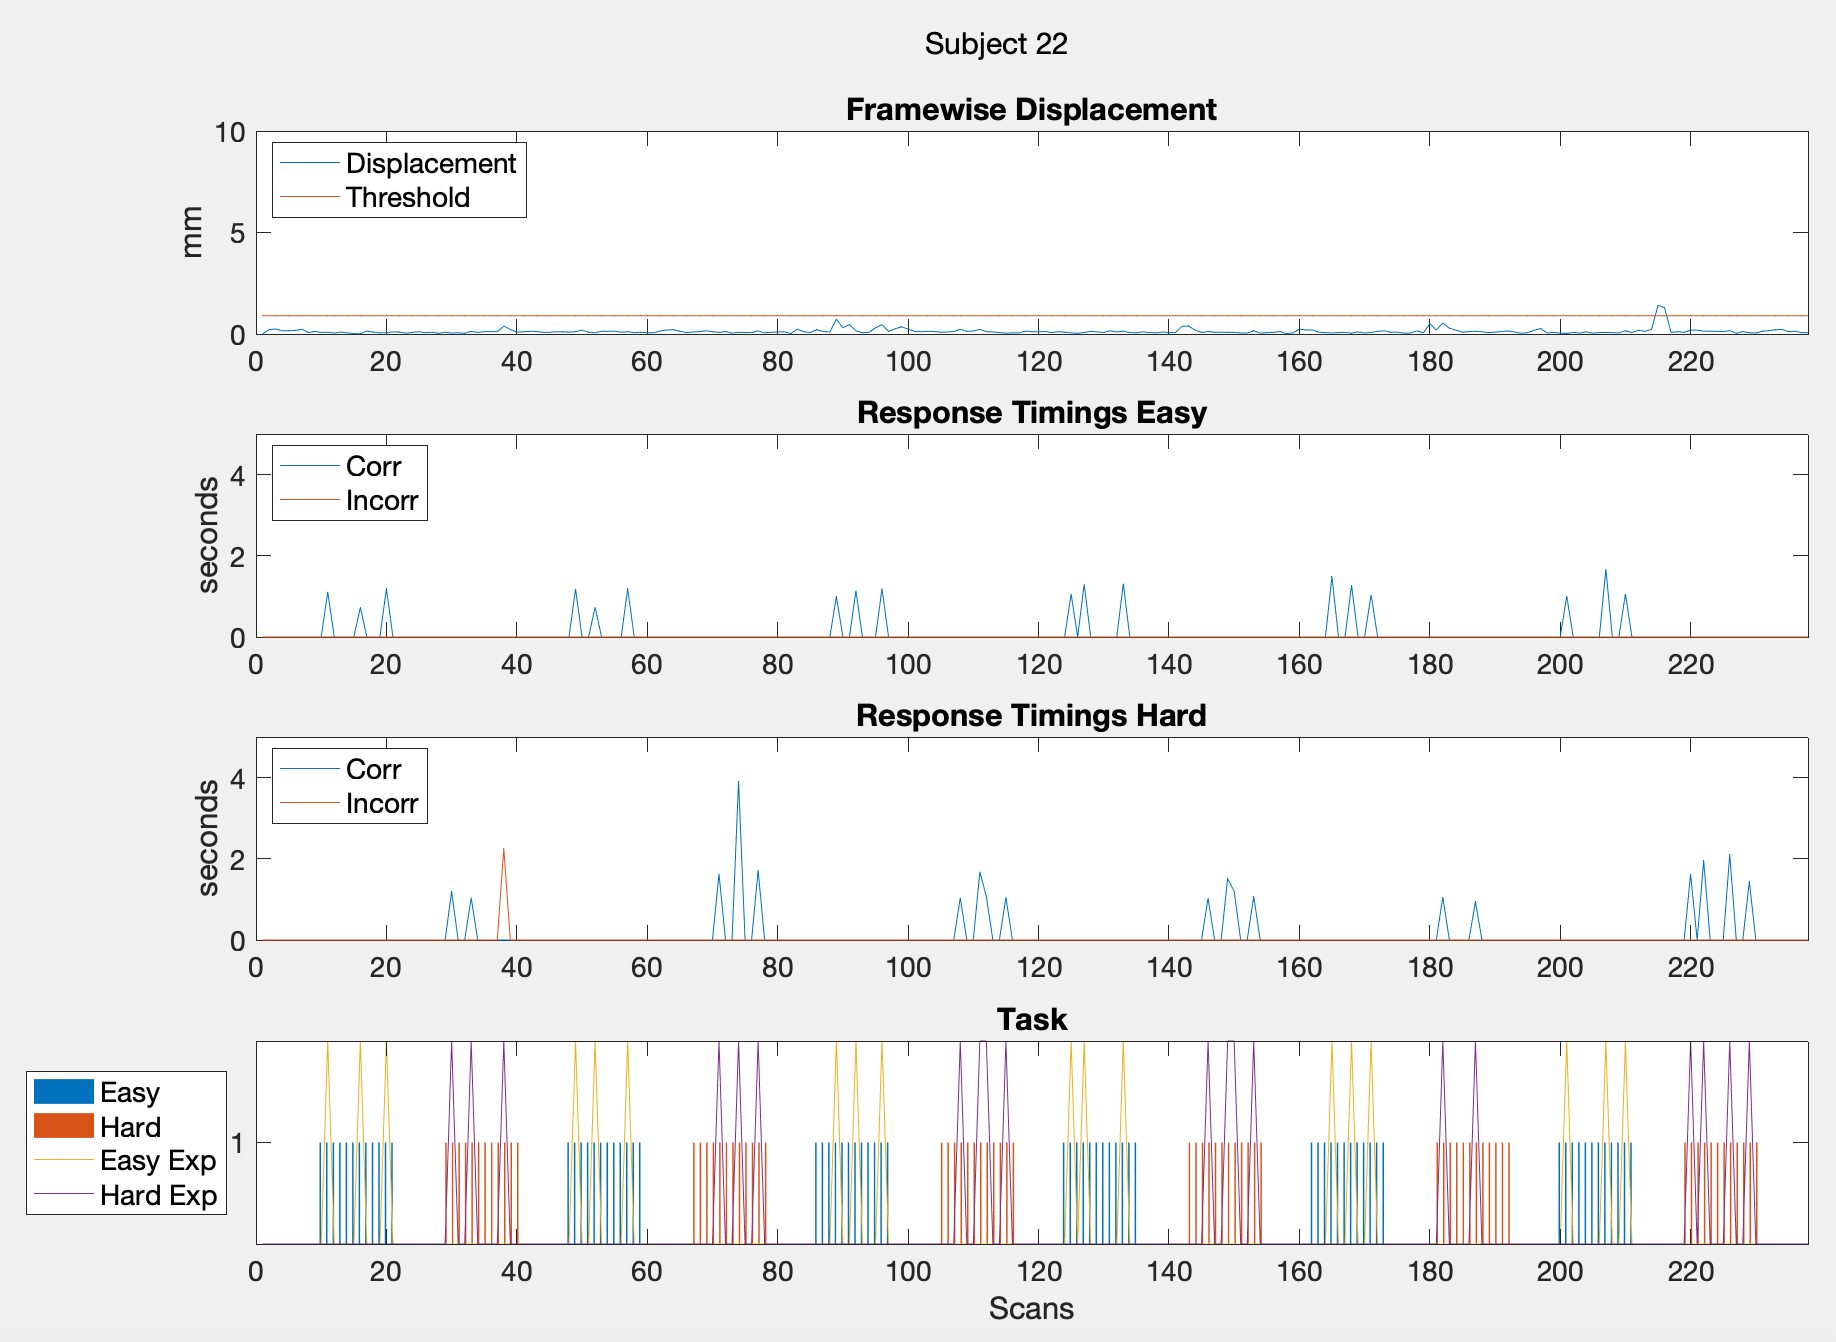 Subject 22
Framewise Displacement
10
5
0
mm
Displacement
Threshold
0 20 40 60 80 100 120 140 160 180 200 220
Response Timings Easy
4
2
0
seconds
Corr
Incorr
0 20 40 60 80 100 120 140 160 180 200 220
Response Timings Hard
4
2
0
seconds
Corr
Incorr
0 20 40 60 80 100 120 140 160 180 200 220
Task
1
Easy
Hard
Easy Exp
Hard Exp
0 20 40 60 80 100 120 140 160 180 200 220
Scans